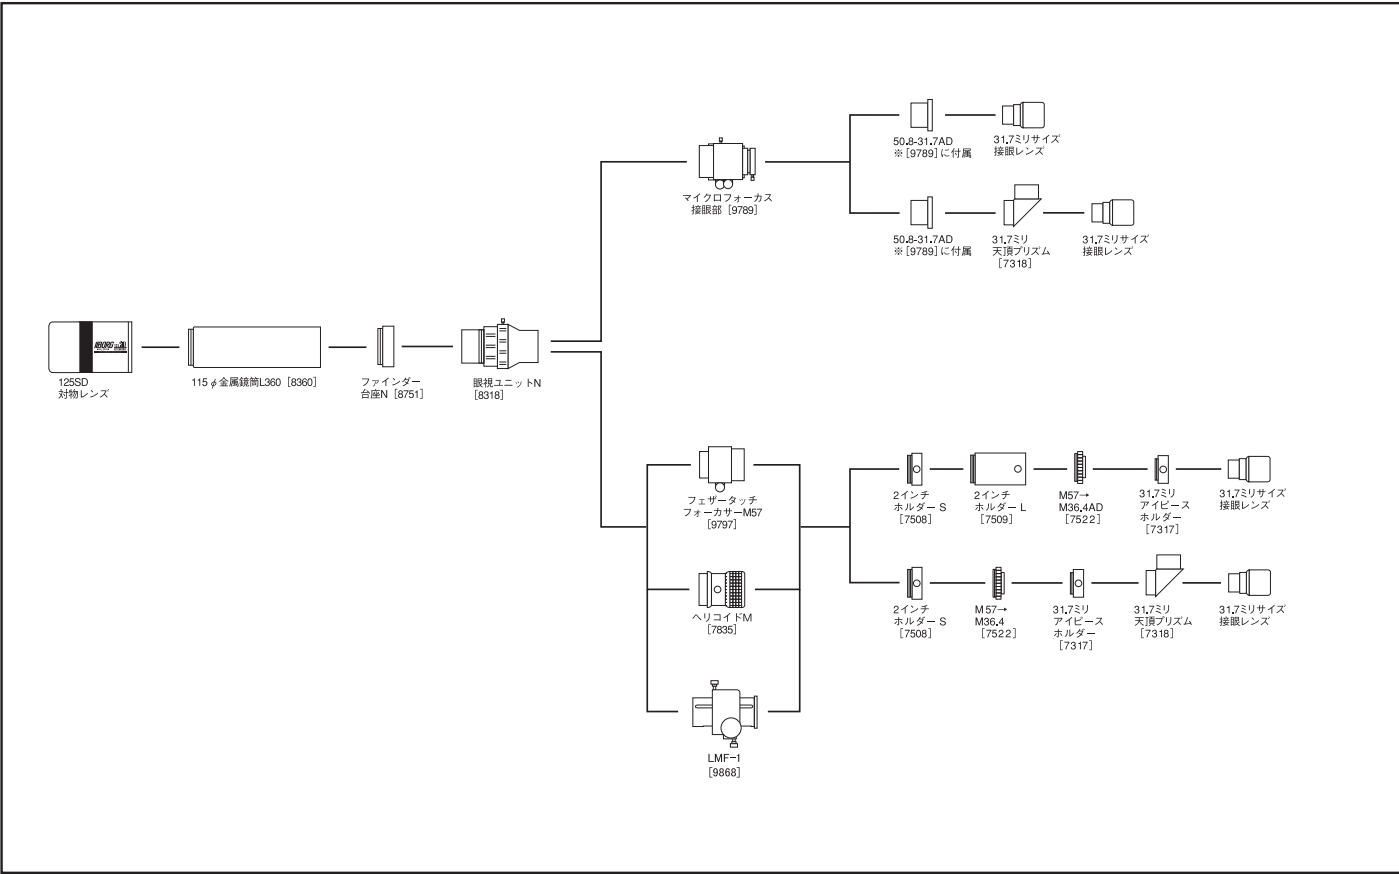 50.8-31.7AD
※[9789]に付属
31.7ミリサイズ
接眼レンズ
マイクロフォーカス
接眼部 [9789]
50.8-31.7AD
※[9789]に付属
31.7ミリ
天頂プリズム
[7318]
31.7ミリサイズ
接眼レンズ
BORG
125SD
対物レンズ
115φ金属鏡筒L360 [8360]
ファインダー
台座N [8751]
眼視ユニットN
[8318]
フェザータッチ
フォーカサーM57
[9797]
2インチ
ホルダーS
[7508]
2インチ
ホルダーL
[7509]
M57→
M36.4AD
[7522]
31.7ミリ
アイピース
ホルダー
[7317]
31.7ミリサイズ
接眼レンズ
ヘリコイドM
[7835]
2インチ
ホルダーS
[7508]
M57→
M36.4
[7522]
31.7ミリ
アイピース
ホルダー
[7317]
31.7ミリ
天頂プリズム
[7318]
31.7ミリサイズ
接眼レンズ
LMF-1
[9868]